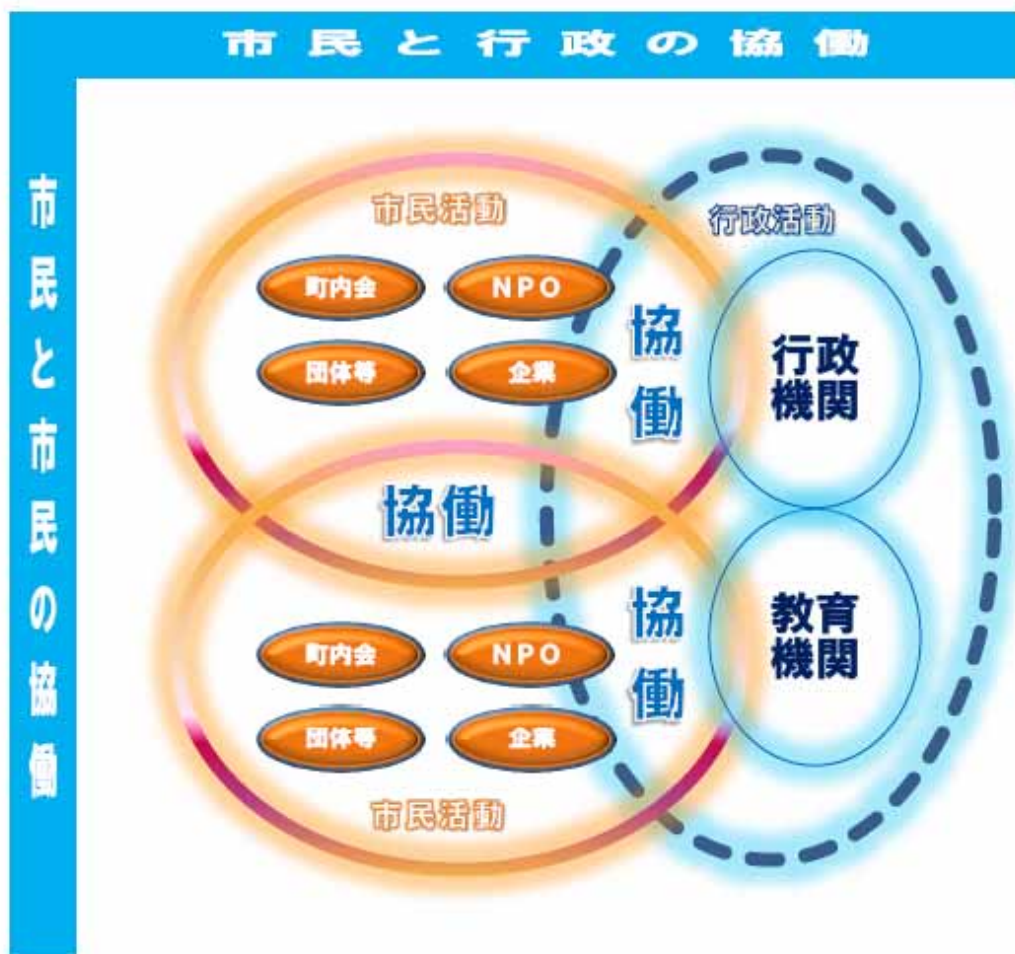 市民と行政の協働
市民と市民の協働
市民活動
行政活動
町内会
NPO
団体等
企業
協働
行政
機関
協働
町内会
NPO
団体等
企業
協働
教育
機関
市民活動